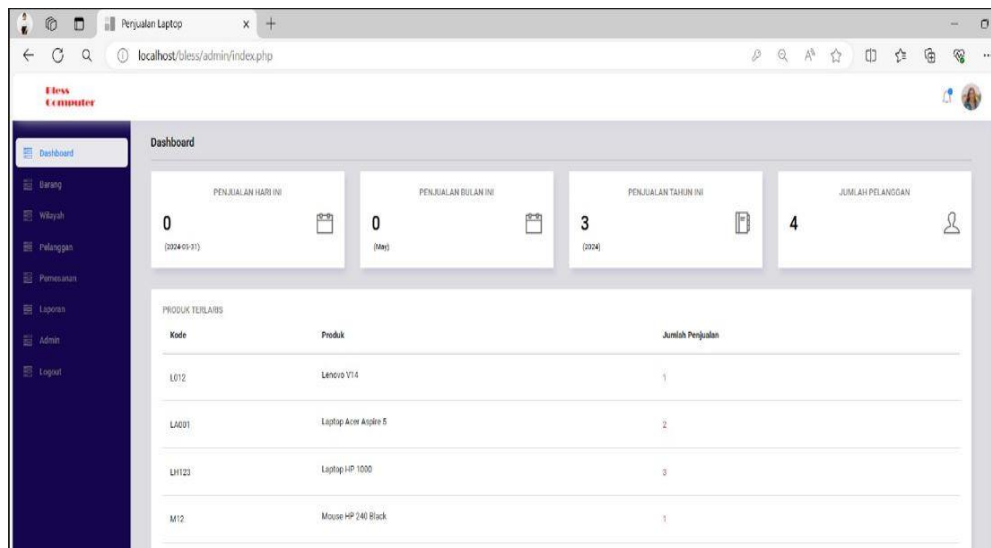 Penjualan Laptop
localhost/bless/admin/index.php
Bless
Computer
Dashboard
Barang
Wilayah
Pelanggan
Pemesanan
Laporan
Admin
Logout
Dashboard
PENJUALAN HARI INI
0
(2024-05-31)
PENJUALAN BULAN INI
0
(May)
PENJUALAN TAHUN INI
3
(2024)
JUMLAH PELANGGAN
4
PRODUK TERLARIS
Kode Produk Jumlah Penjualan
L012 Lenovo V14 1
LA001 Laptop Acer Aspire 5 2
LH123 Laptop HP 1000 3
M12 Mouse HP 240 Black 1